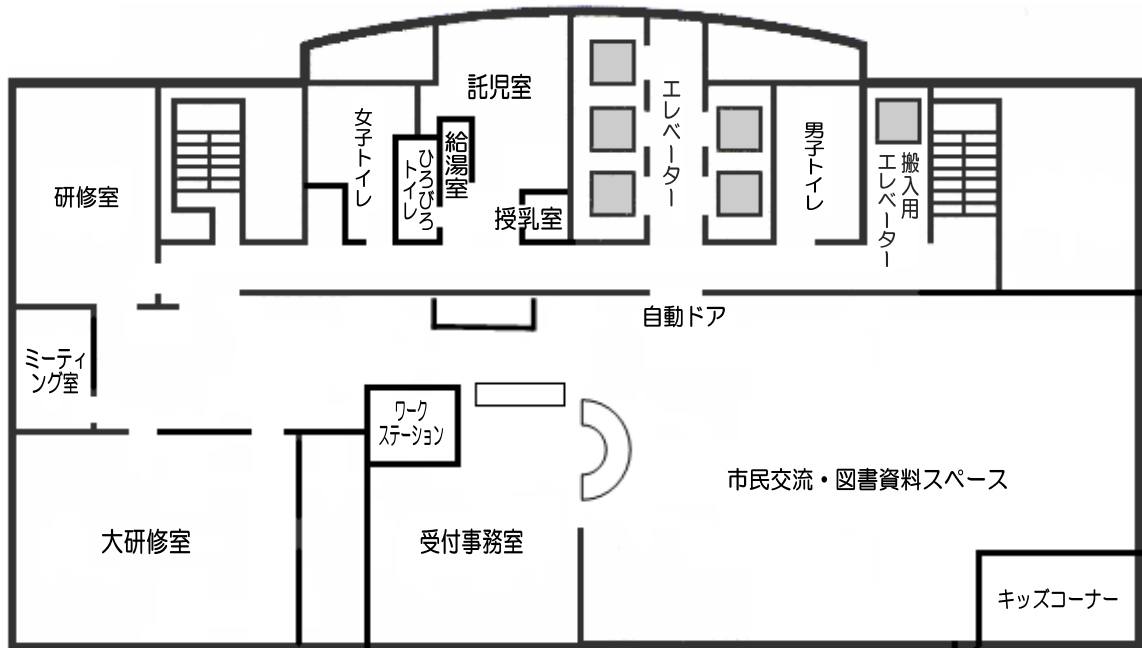 託児室
エレベーター
女子トイレ
給湯室
ひろびろ
トイレ
男子トイレ
搬入用
エレベーター
研修室
授乳室
自動ドア
ミーティ
ング室
ワーク
ステーション
市民交流・図書資料スペース
大研修室
受付事務室
キッズコーナー